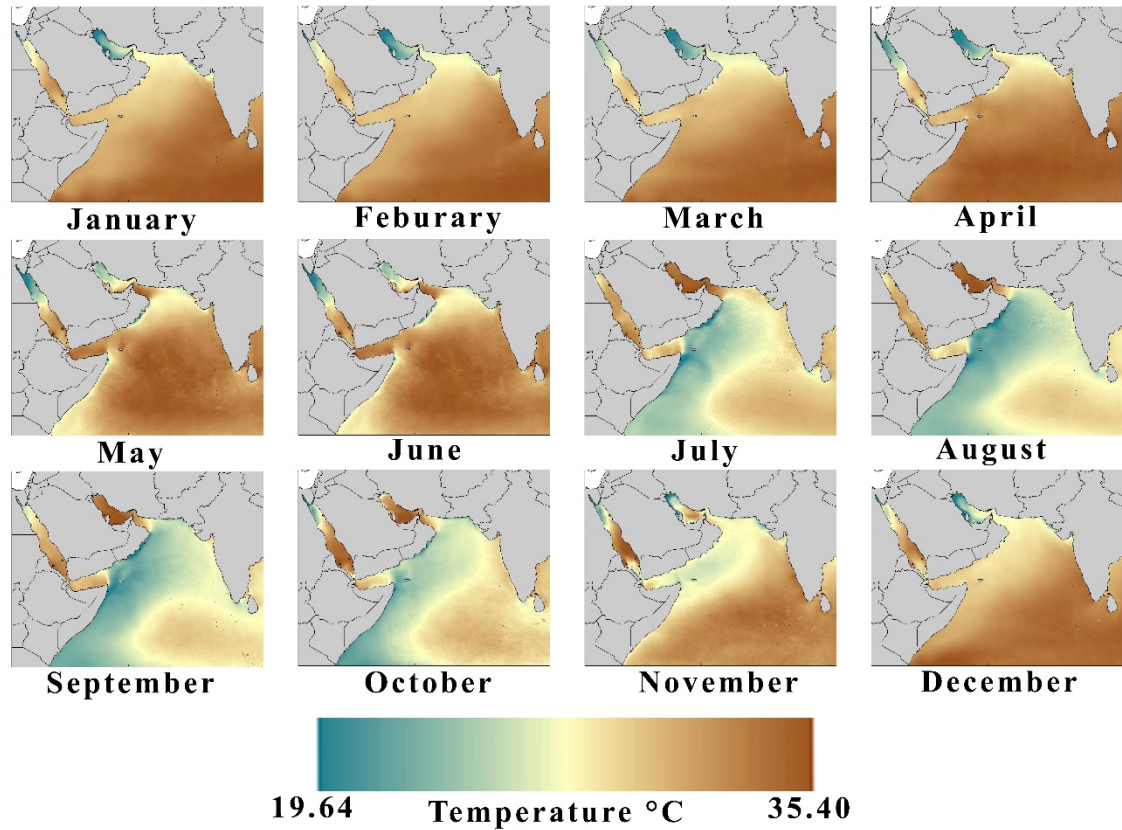 January Feburary March April
May June July August
September October November December
19.64 Temperature °C 35.40